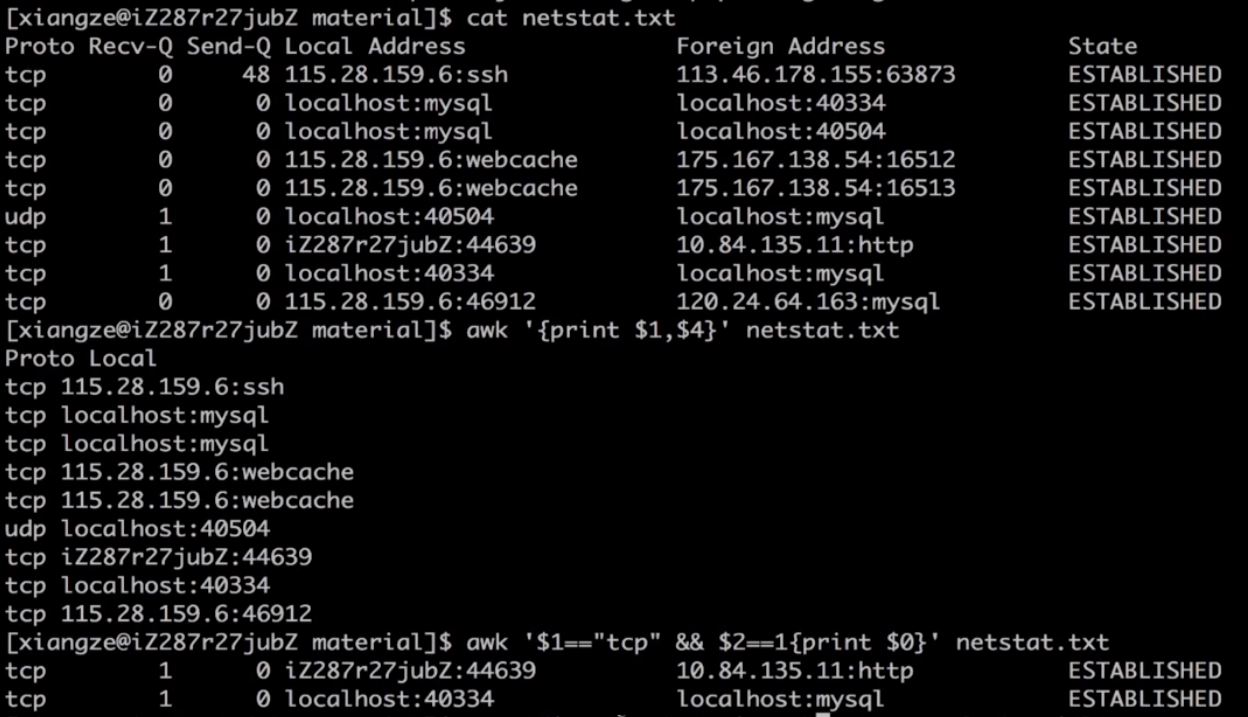 [xiangze@iZ287r27jubZ material]$ cat netstat.txt
Proto Recv-Q Send-Q Local Address               Foreign Address             State
tcp        0     48 115.28.159.6:ssh            113.46.178.155:63873        ESTABLISHED
tcp        0      0 localhost:mysql             localhost:40334             ESTABLISHED
tcp        0      0 localhost:mysql             localhost:40504             ESTABLISHED
tcp        0      0 115.28.159.6:webcache       175.167.138.54:16512        ESTABLISHED
tcp        0      0 115.28.159.6:webcache       175.167.138.54:16513        ESTABLISHED
udp        1      0 localhost:40504             localhost:mysql             ESTABLISHED
tcp        1      0 iZ287r27jubZ:44639          10.84.135.11:http           ESTABLISHED
tcp        1      0 localhost:40334             localhost:mysql             ESTABLISHED
tcp        0      0 115.28.159.6:46912          120.24.64.163:mysql         ESTABLISHED
[xiangze@iZ287r27jubZ material]$ awk '{print $1,$4}' netstat.txt
Proto Local
tcp 115.28.159.6:ssh
tcp localhost:mysql
tcp localhost:mysql
tcp 115.28.159.6:webcache
tcp 115.28.159.6:webcache
udp localhost:40504
tcp iZ287r27jubZ:44639
tcp localhost:40334
tcp 115.28.159.6:46912
[xiangze@iZ287r27jubZ material]$ awk '$1=="tcp" && $2==1{print $0}' netstat.txt
tcp        1      0 iZ287r27jubZ:44639          10.84.135.11:http           ESTABLISHED
tcp        1      0 localhost:40334             localhost:mysql             ESTABLISHED